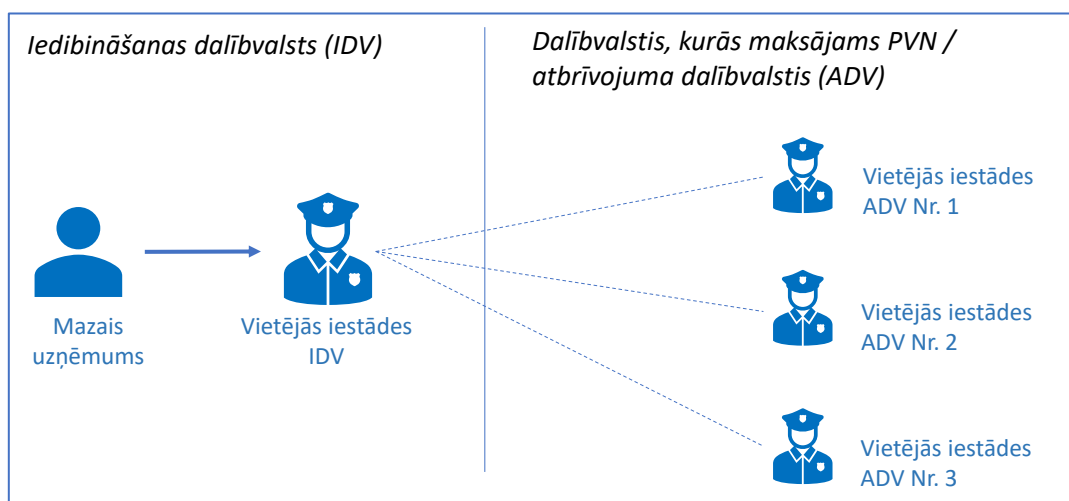 Iedibināšanas dalībvalsts (IDV)
Dalībvalstis, kurās maksājams PVN /
atbrīvojuma dalībvalstis (ADV)
Mazais
uzņēmums
Vietējās iestādes
IDV
Vietējās iestādes
ADV Nr. 1
Vietējās iestādes
ADV Nr. 2
Vietējās iestādes
ADV Nr. 3